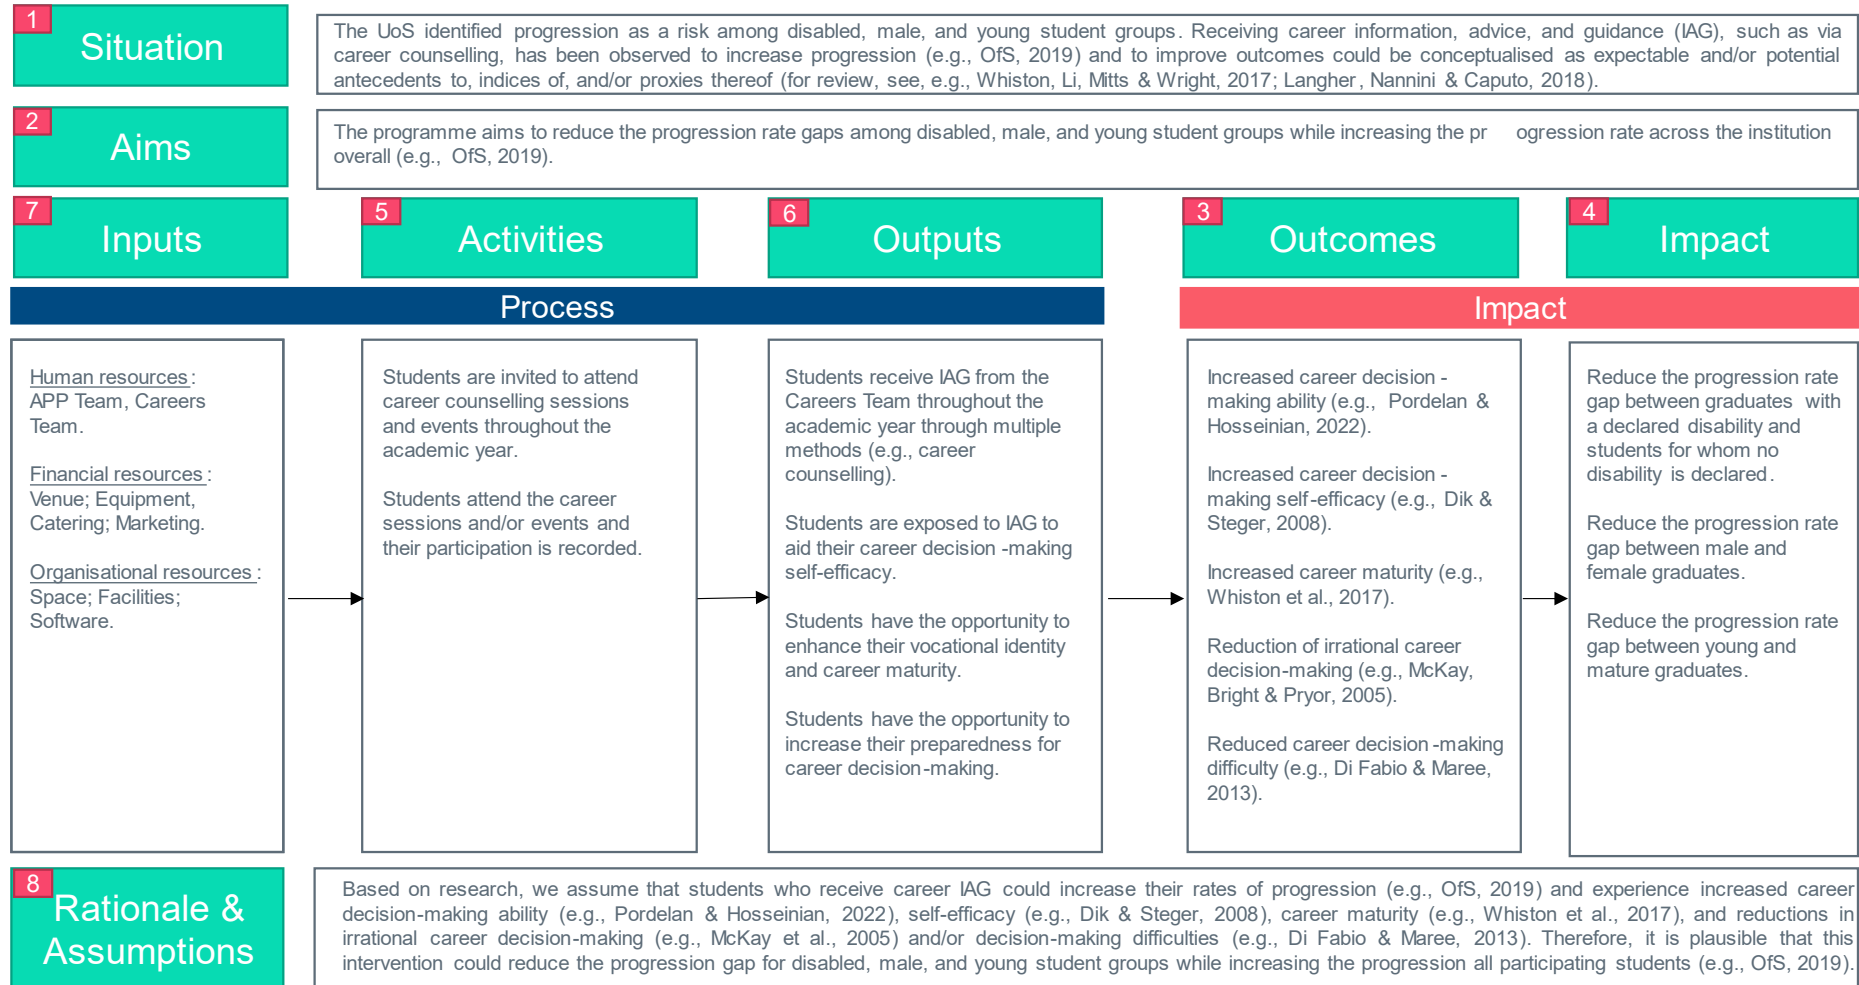 1
Situation
The UoS identified progression as a risk among disabled, male, and young student groups. Receiving career information, advice, and guidance (IAG), such as via
career counselling, has been observed to increase progression (e.g., OfS, 2019) and to improve outcomes could be conceptualised as expectable and/or potential
antecedents to, indices of, and/or proxies thereof (for review, see, e.g., Whiston, Li, Mitts & Wright, 2017; Langher, Nannini & Caputo, 2018).
2
Aims
The programme aims to reduce the progression rate gaps among disabled, male, and young student groups while increasing the pr ogression rate across the institution
overall (e.g., OfS, 2019).
7
Inputs
5
Activities
6
Outputs
3
Outcomes
4
Impact
Process
Impact
Human resources:
APP Team, Careers
Team.
Financial resources:
Venue; Equipment,
Catering; Marketing.
Organisational resources:
Space; Facilities;
Software.
Students are invited to attend
career counselling sessions
and events throughout the
academic year.
Students attend the career
sessions and/or events and
their participation is recorded.
Students receive IAG from the
Careers Team throughout the
academic year through multiple
methods (e.g., career
counselling).
Students are exposed to IAG to
aid their career decision -making
self-efficacy.
Students have the opportunity to
enhance their vocational identity
and career maturity.
Students have the opportunity to
increase their preparedness for
career decision-making.
Increased career decision -
making ability (e.g., Pordelan &
Hosseinian, 2022).
Increased career decision -
making self-efficacy (e.g., Dik &
Steger, 2008).
Increased career maturity (e.g.,
Whiston et al., 2017).
Reduction of irrational career
decision-making (e.g., McKay,
Bright & Pryor, 2005).
Reduced career decision -making
difficulty (e.g., Di Fabio & Maree,
2013).
Reduce the progression rate
gap between graduates with
a declared disability and
students for whom no
disability is declared.
Reduce the progression rate
gap between male and
female graduates.
Reduce the progression rate
gap between young and
mature graduates.
8
Rationale &
Assumptions
Based on research, we assume that students who receive career IAG could increase their rates of progression (e.g., OfS, 2019) and experience increased career
decision-making ability (e.g., Pordelan & Hosseinian, 2022), self-efficacy (e.g., Dik & Steger, 2008), career maturity (e.g., Whiston et al., 2017), and reductions in
irrational career decision-making (e.g., McKay et al., 2005) and/or decision-making difficulties (e.g., Di Fabio & Maree, 2013). Therefore, it is plausible that this
intervention could reduce the progression gap for disabled, male, and young student groups while increasing the progression all participating students (e.g., OfS, 2019).